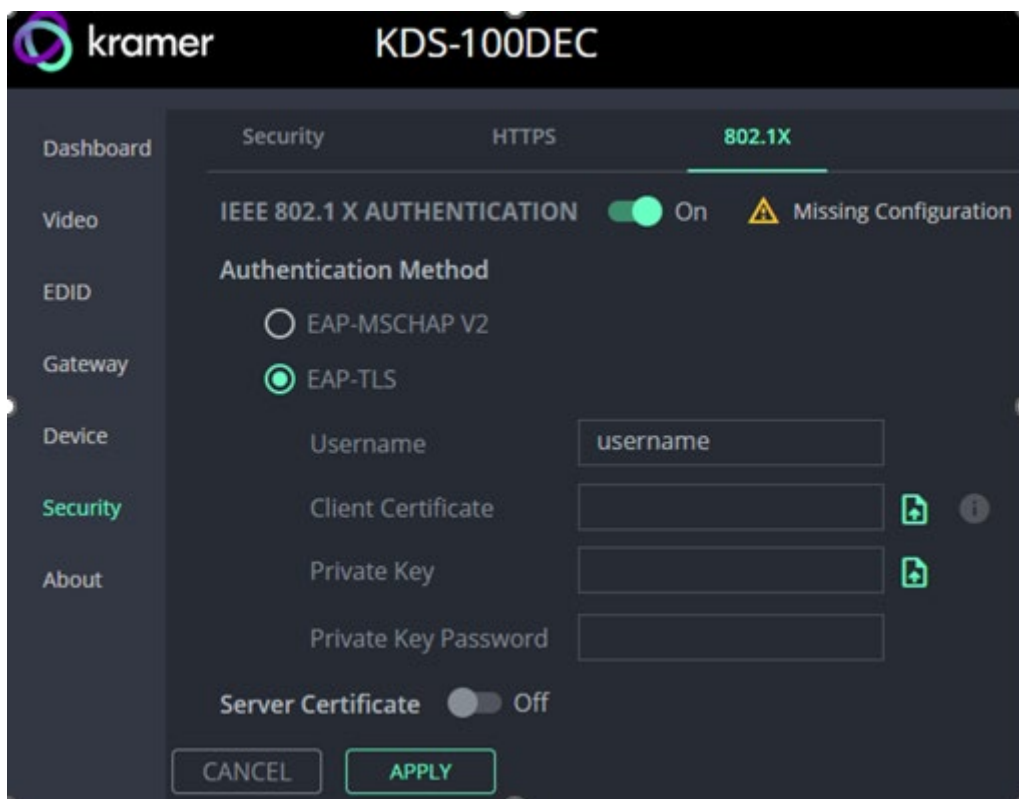 kramer KDS-100DEC
Dashboard
Video
EDID
Gateway
Device
Security
About
Security HTTPS 802.1X
IEEE 802.1 X AUTHENTICATION On Missing Configuration
Authentication Method
EAP-MSCHAP V2
EAP-TLS
Username username
Client Certificate
Private Key
Private Key Password
Server Certificate Off
CANCEL APPLY